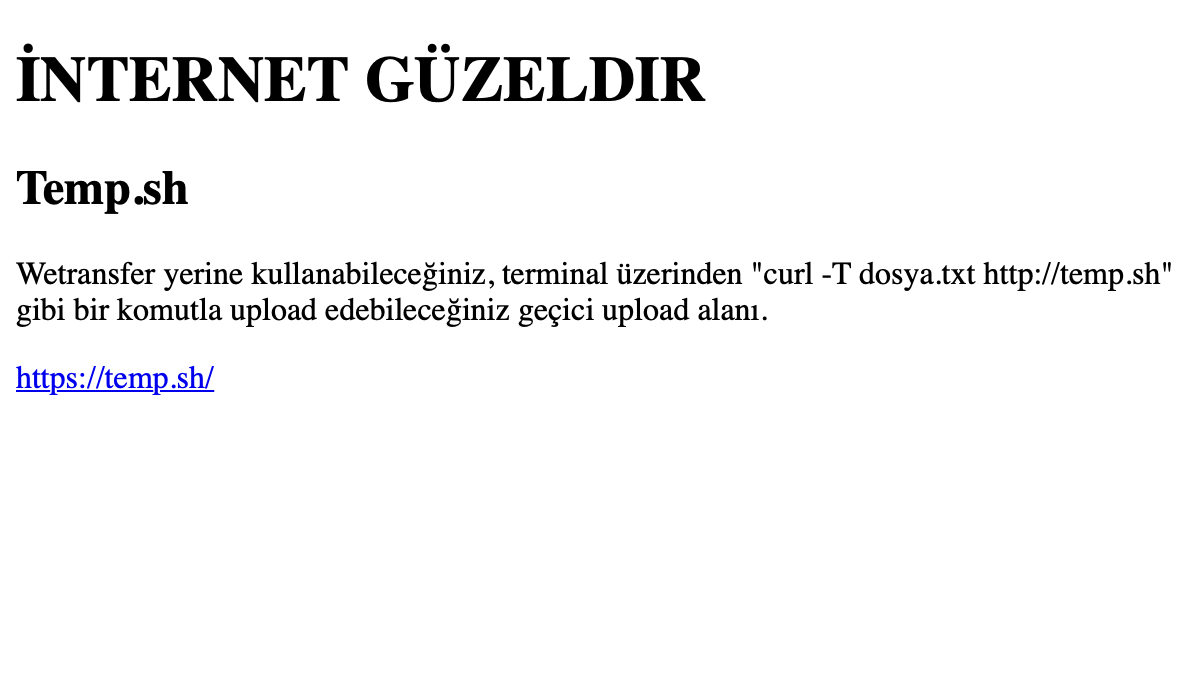 İNTERNET GÜZELDIR
Temp.sh
Wetransfer yerine kullanabileceğiniz, terminal üzerinden "curl -T dosya.txt http://temp.sh"
gibi bir komutla upload edebileceğiniz geçici upload alanı.
https://temp.sh/